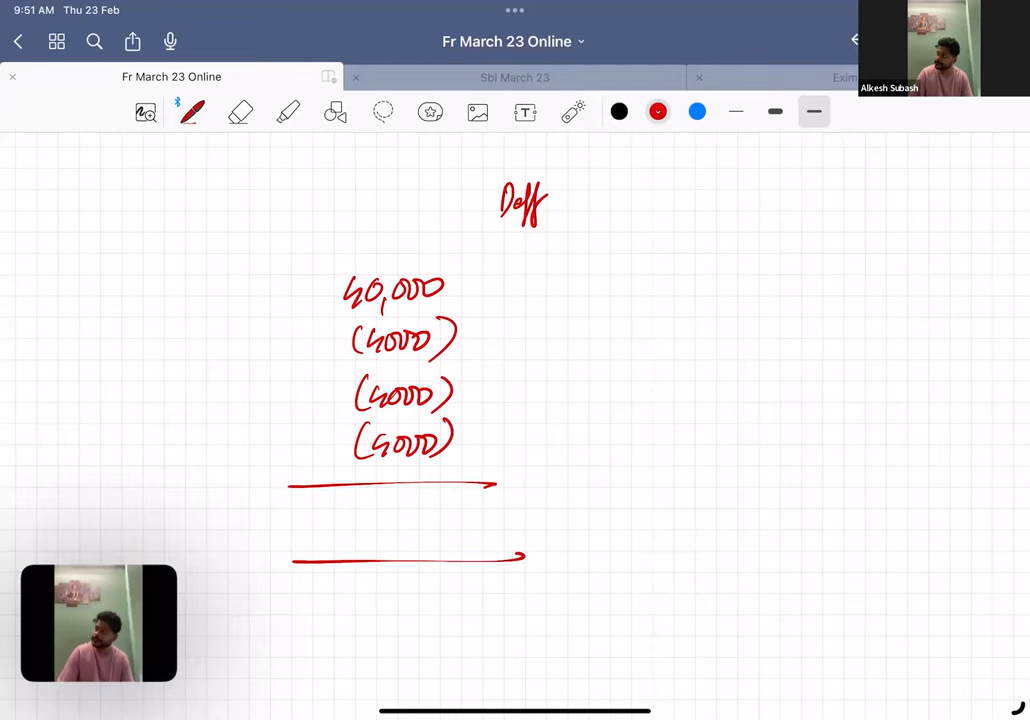 9:51 AM Thu 23 Feb
Fr March 23 Online
Alkesh Subash
Fr March 23 Online
Sbi March 23
Exim
Deff
40,000
(4000)
(4000)
(4000)